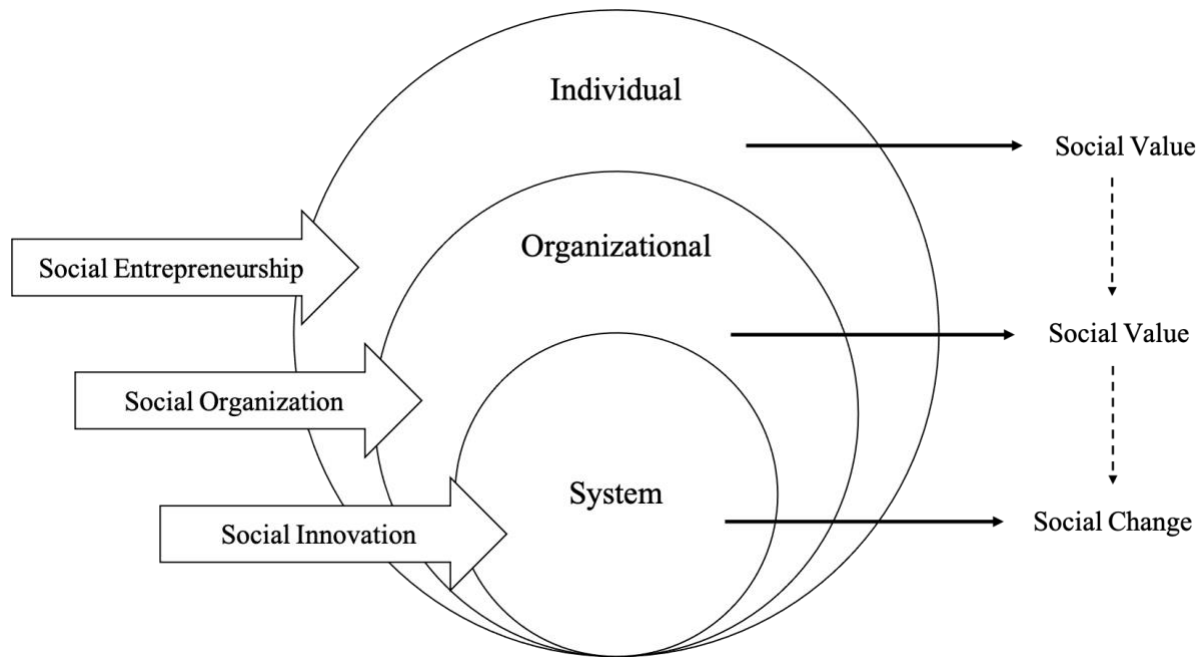 Individual
Social Value
Organizational
Social Entrepreneurship
Social Value
Social Organization
System
Social Change
Social Innovation